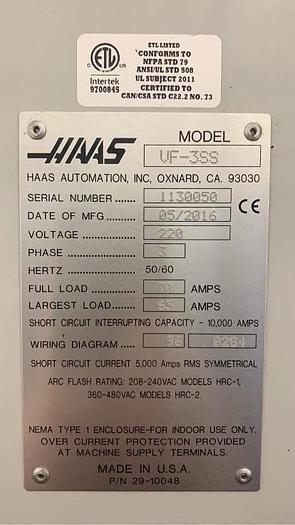 ETL LISTED
CONFORMS TO
NFPA STD 79
ANSI/UL STD 508
UL SUBJECT 2011
CERTIFIED TO
CAN/CSA STD C22.2 NO. 73
ETL
C US
LISTED
Intertek
9700845
HAAS
MODEL
VF-3SS
HAAS AUTOMATION, INC, OXNARD, CA. 93030
SERIAL NUMBER ....... 1130050
CE
DATE OF MFG ........ 05/2016
VOLTAGE .............. 220
PHASE ................. 3
HERTZ ................. 50/60
FULL LOAD ........... AMPS
LARGEST LOAD... AMPS
SHORT CIRCUIT INTERRUPTING CAPACITY - 10,000 AMPS
WIRING DIAGRAM ..... 96
SHORT CIRCUIT CURRENT 5,000 Amps RMS SYMMETRICAL
ARC FLASH RATING: 208-240VAC MODELS HRC-1,
360-480VAC MODELS HRC-2.
NEMA TYPE 1 ENCLOSURE-FOR INDOOR USE ONLY.
OVER CURRENT PROTECTION PROVIDED
AT MACHINE SUPPLY TERMINALS.
MADE IN U.S.A.
P/N 29-10048